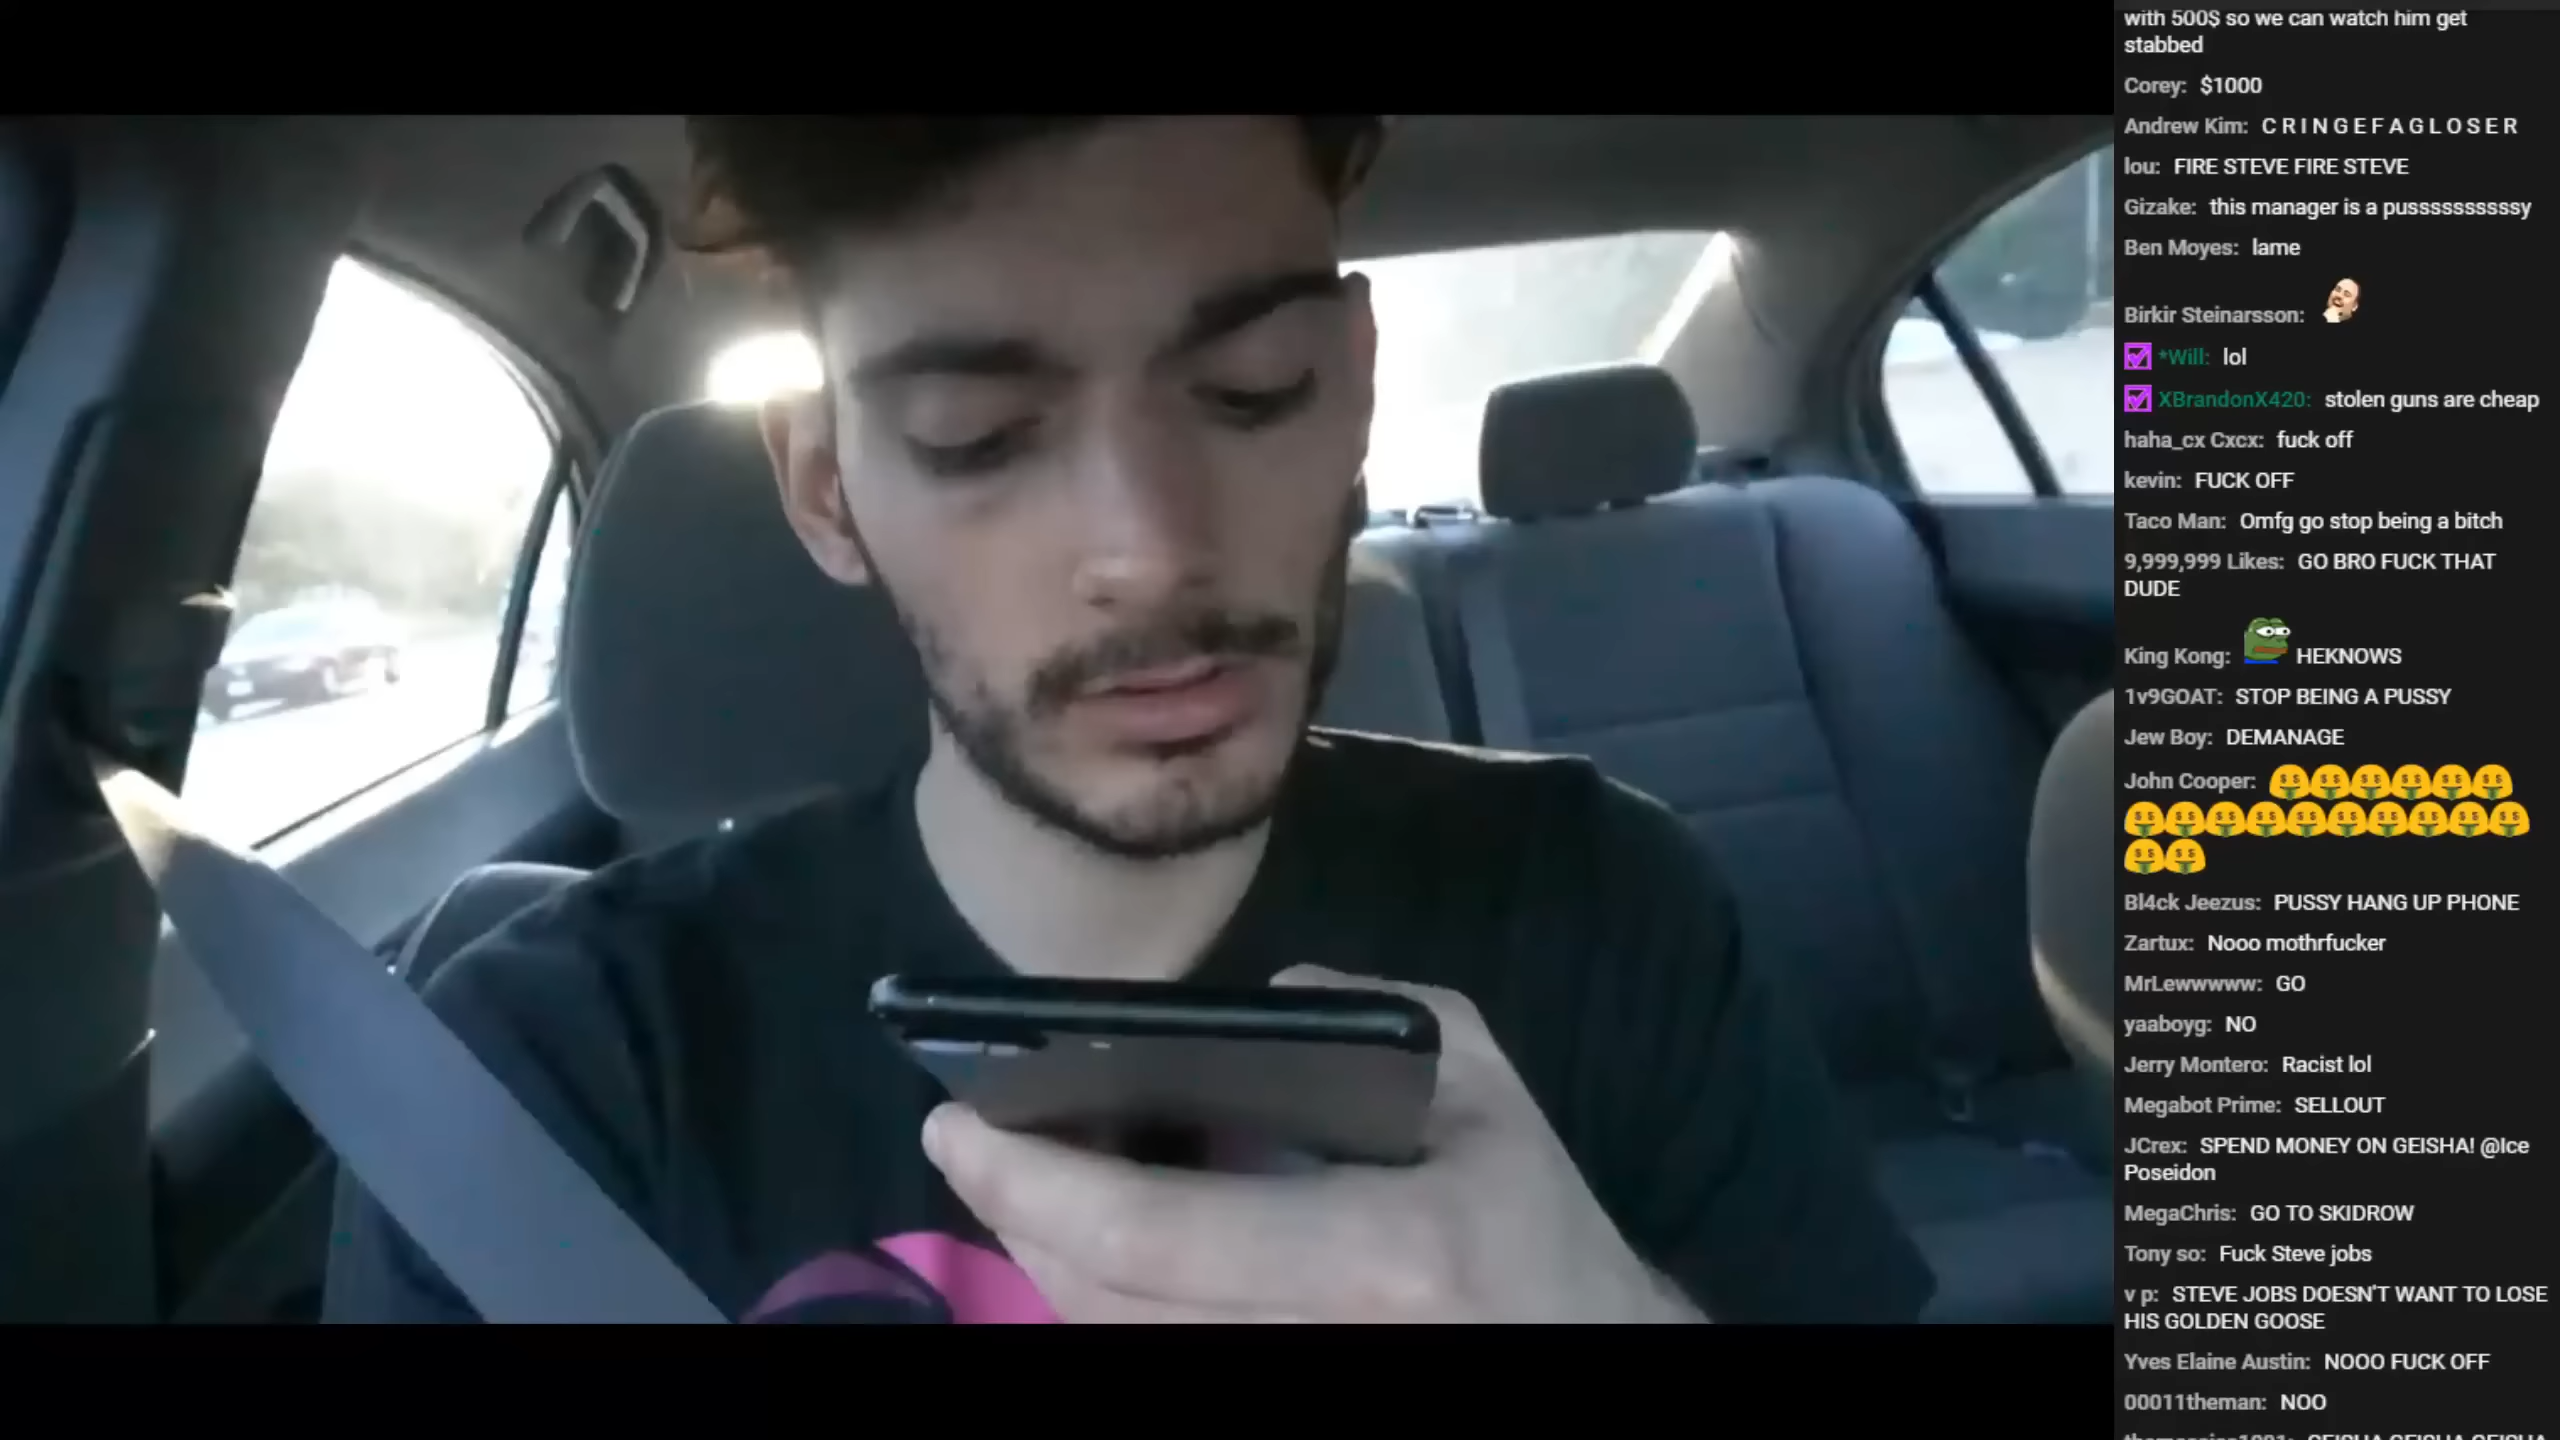 with 500$ so we can watch him get
stabbed
Corey: $1000
Andrew Kim: C R I N G E F A G L O S E R
lou: FIRE STEVE FIRE STEVE
Gizake: this manager is a pussssssssssy
Ben Moyes: lame
Birkir Steinarsson:
*Will: lol
XBrandonX420: stolen guns are cheap
haha_cx Cxcx: fuck off
kevin: FUCK OFF
Taco Man: Omfg go stop being a bitch
9,999,999 Likes: GO BRO FUCK THAT
DUDE
King Kong: HEKNOWS
1v9GOAT: STOP BEING A PUSSY
Jew Boy: DEMANAGE
John Cooper:
Bl4ck Jeezus: PUSSY HANG UP PHONE
Zartux: Nooo mothrfucker
MrLewwwww: GO
yaaboyg: NO
Jerry Montero: Racist lol
Megabot Prime: SELLOUT
JCrex: SPEND MONEY ON GEISHA! @Ice
Poseidon
MegaChris: GO TO SKIDROW
Tony so: Fuck Steve jobs
v p: STEVE JOBS DOESN'T WANT TO LOSE
HIS GOLDEN GOOSE
Yves Elaine Austin: NOOO FUCK OFF
00011theman: NOO
GEISHA GEISHA GEISHA